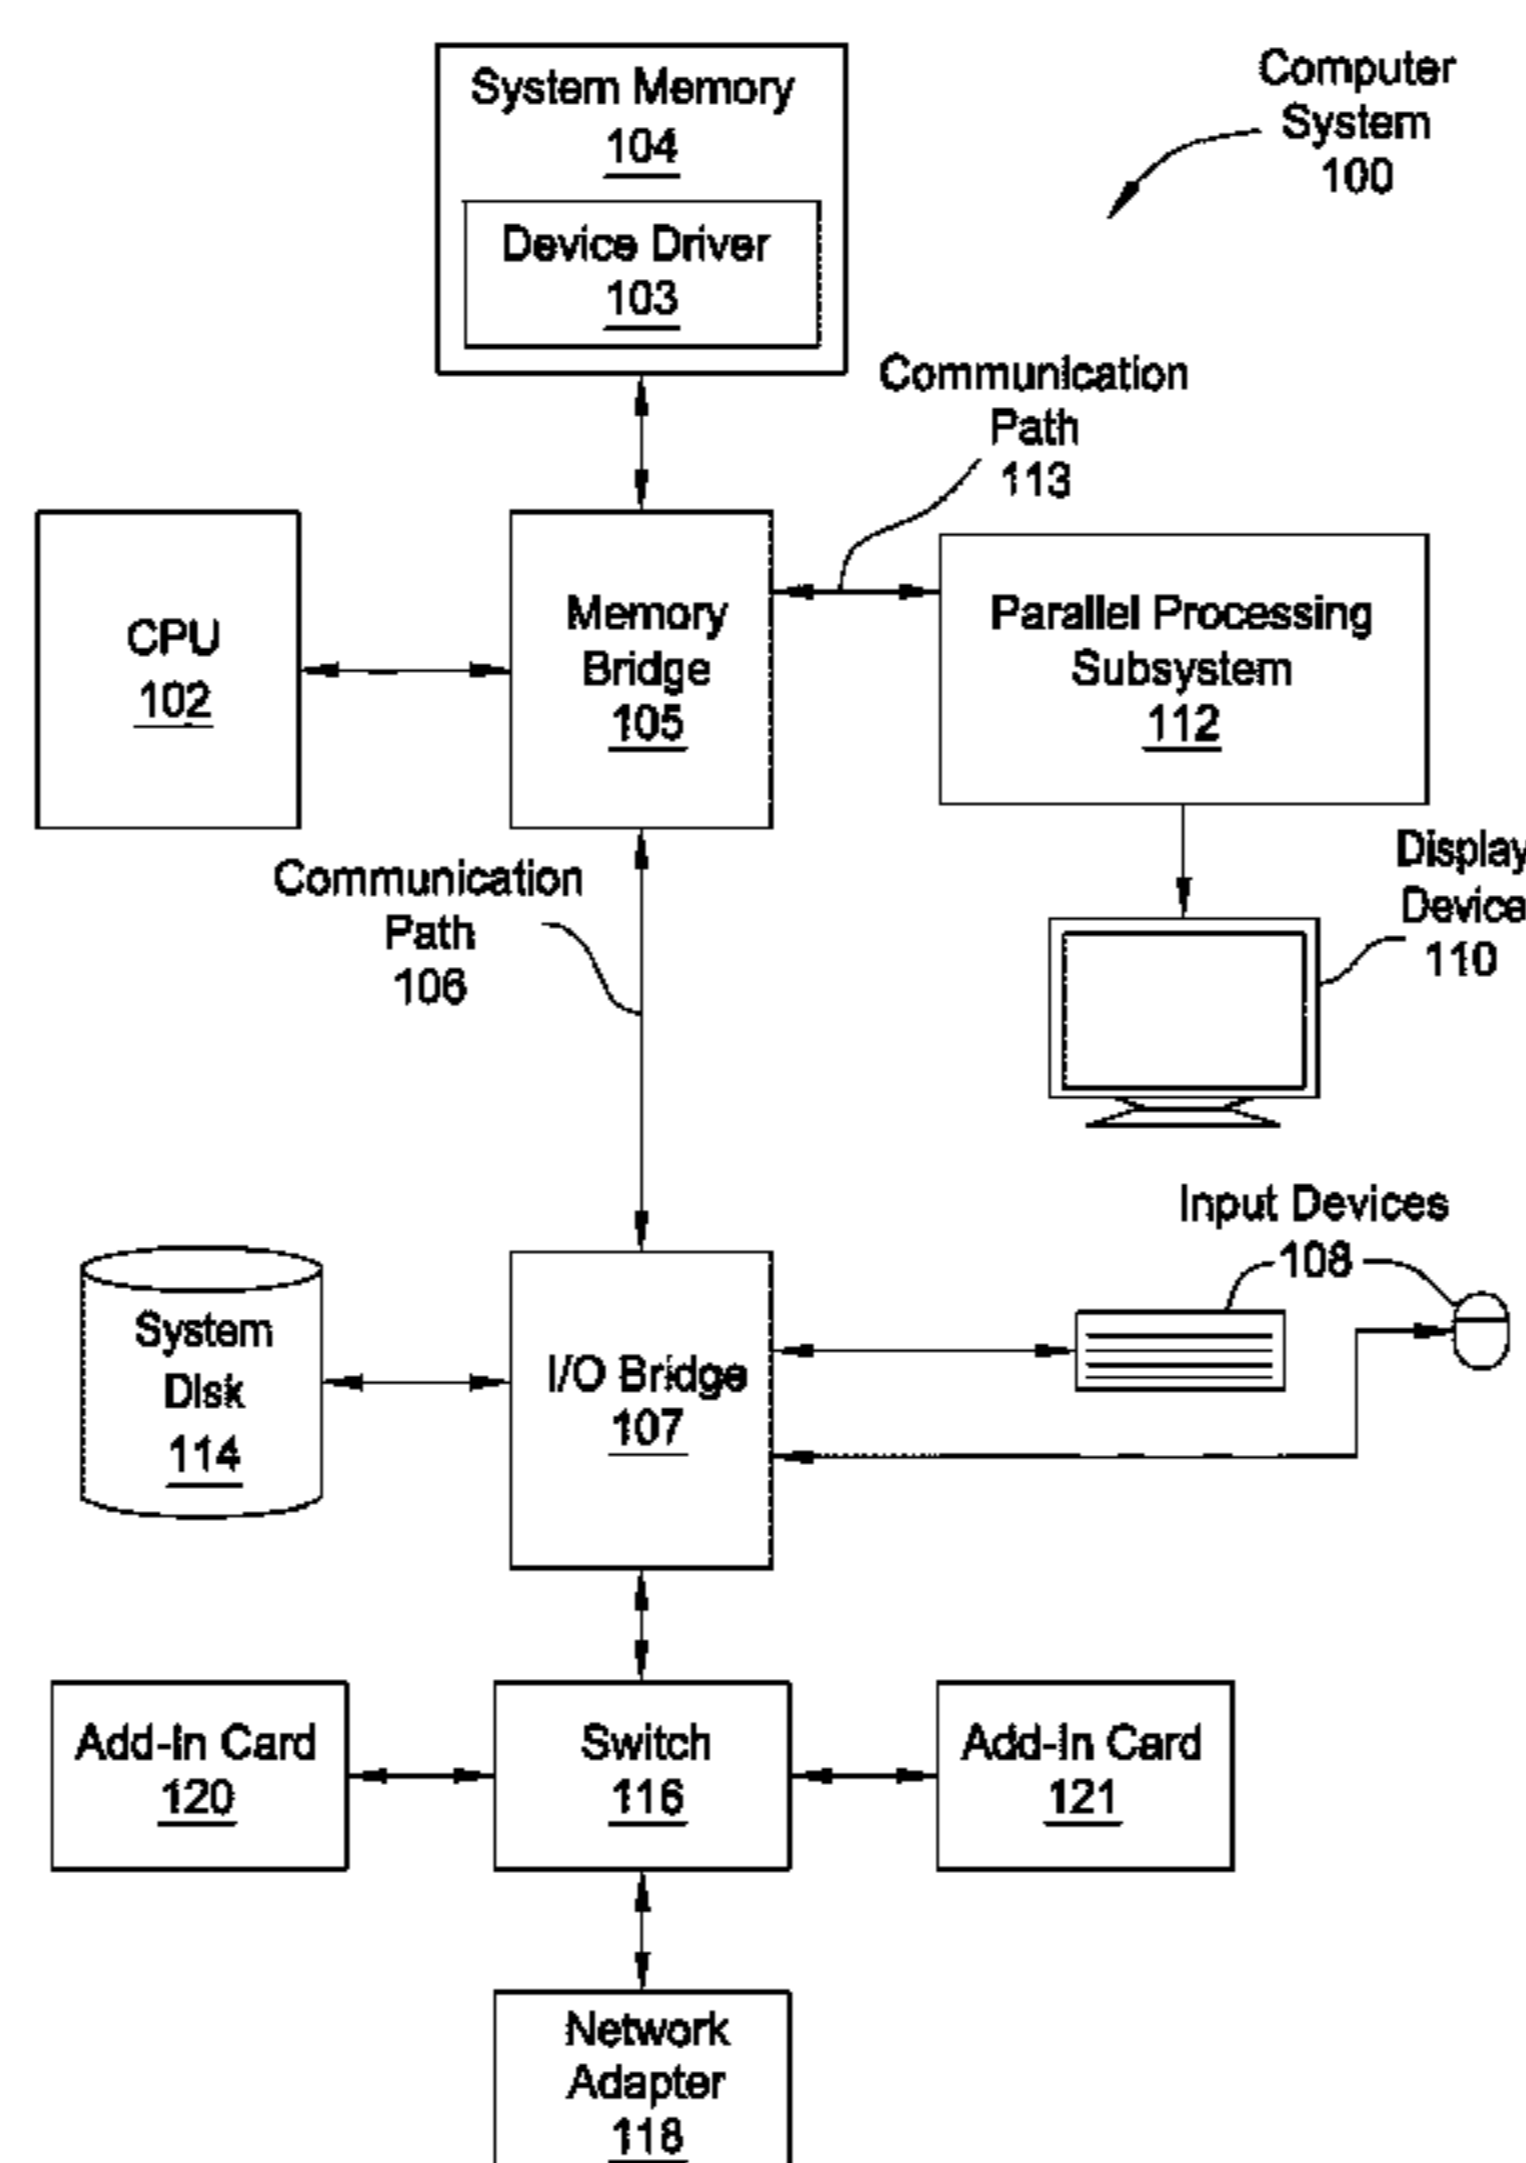 System Memory
104
Device Driver
103
Computer
System
100
Communication
Path
113
CPU
102
Memory
Bridge
105
Parallel Processing
Subsystem
112
Communication
Path
106
Display
Device
110
Input Devices
108
System
Disk
114
I/O Bridge
107
Add-In Card
120
Switch
116
Add-In Card
121
Network
Adapter
118